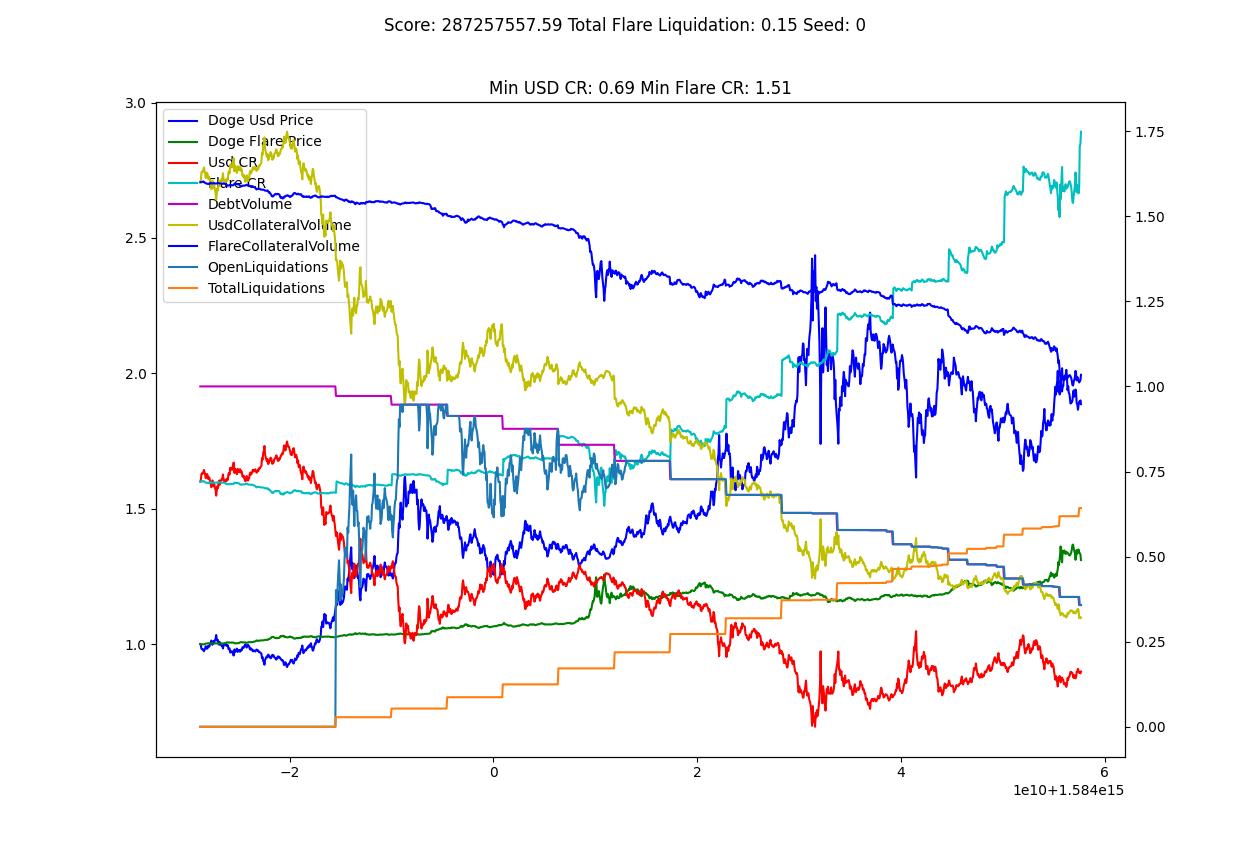 Score: 287257557.59 Total Flare Liquidation: 0.15 Seed: 0
Min USD CR: 0.69 Min Flare CR: 1.51
3.0
2.5
2.0
1.5
1.0
Doge Usd Price
Doge Flare Price
Usd CR
Flare CR
DebtVolume
UsdCollateralVolume
FlareCollateralVolume
OpenLiquidations
TotalLiquidations
1.75
1.50
1.25
1.00
0.75
0.50
0.25
0.00
−2 0 2 4 6
1e10+1.584e15